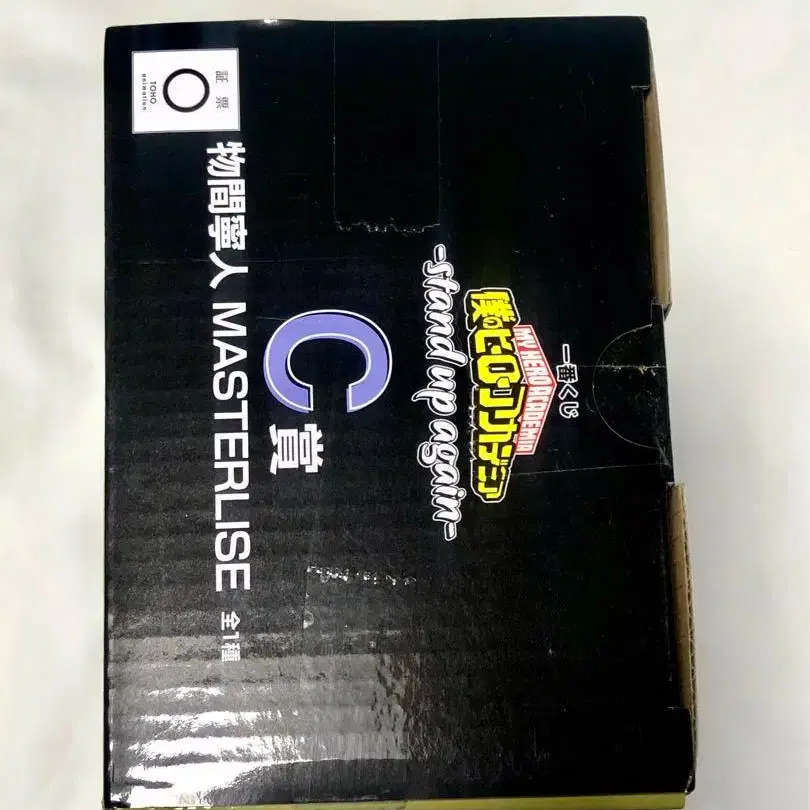 一番くじ
僕のヒーローアカデミア
MY HERO ACADEMIA
-stand up again-
C賞
物間寧人 MASTERLISE 全1種
証票
TOHO
animation